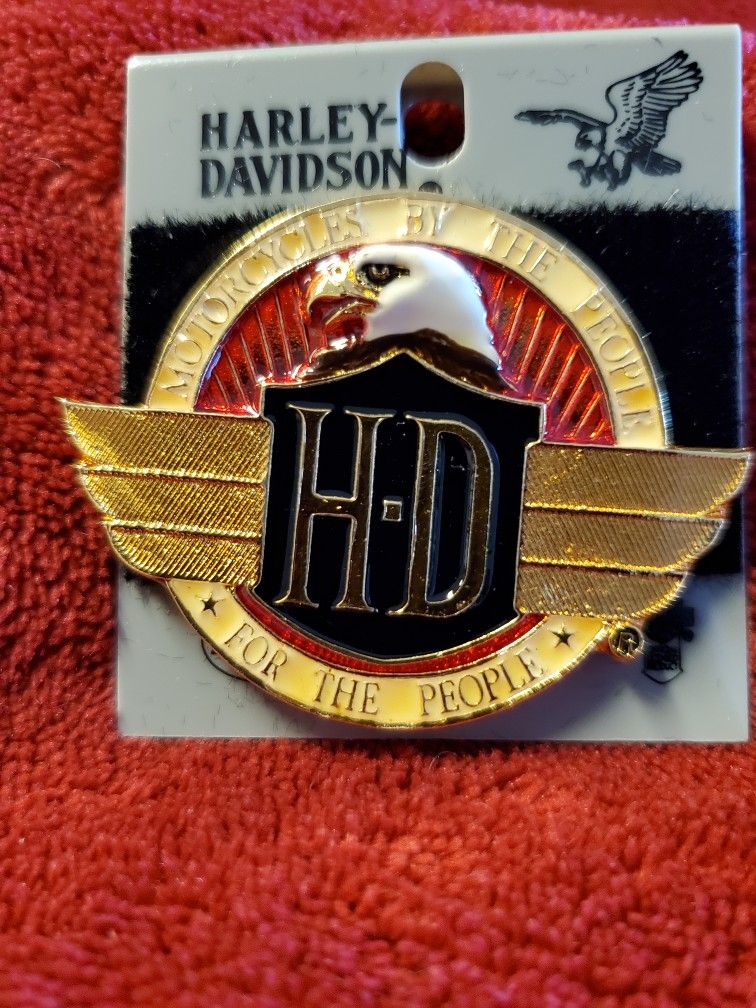 HARLEY-
DAVIDSON
MOTORCYCLES BY THE PEOPLE
H-D
FOR THE PEOPLE
®